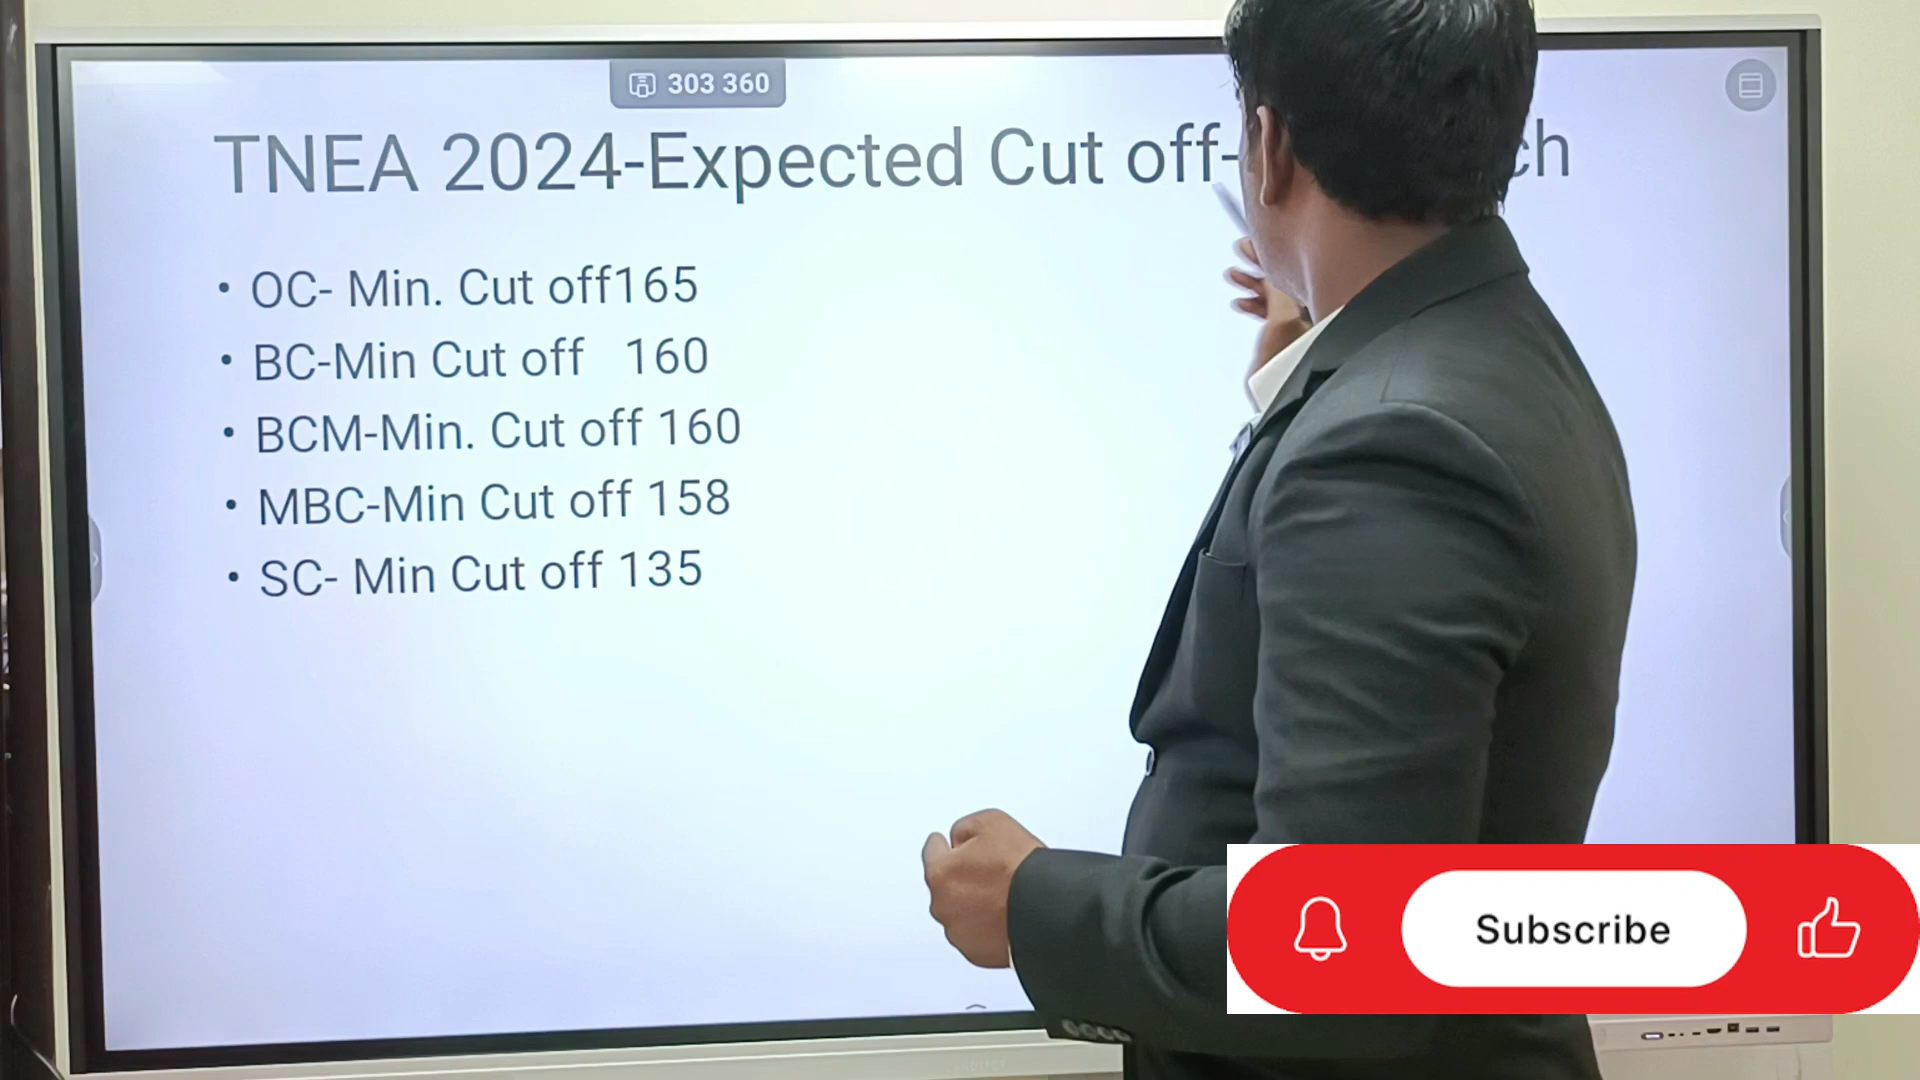 303 360
TNEA 2024-Expected Cut off-
• OC- Min. Cut off165
• BC-Min Cut off 160
• BCM-Min. Cut off 160
• MBC-Min Cut off 158
• SC- Min Cut off 135
Subscribe